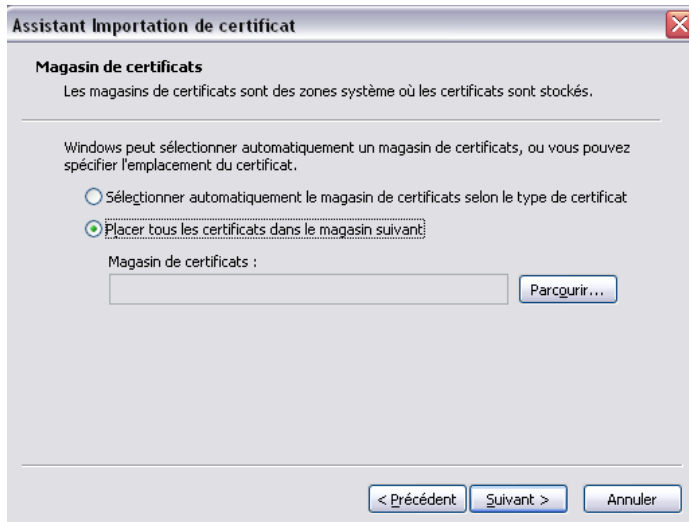 Assistant Importation de certificat
Magasin de certificats
Les magasins de certificats sont des zones système où les certificats sont stockés.
Windows peut sélectionner automatiquement un magasin de certificats, ou vous pouvez
spécifier l'emplacement du certificat.
Sélectionner automatiquement le magasin de certificats selon le type de certificat
Placer tous les certificats dans le magasin suivant
Magasin de certificats :
Parcourir...
< Précédent
Suivant >
Annuler